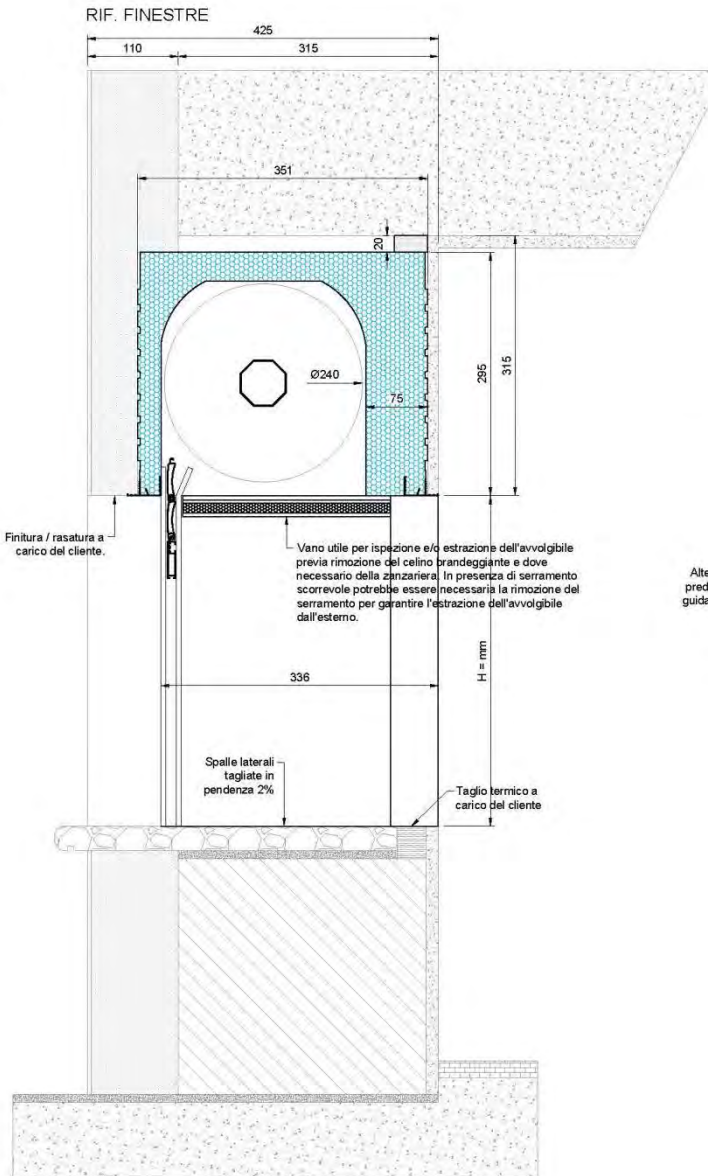 RIF. FINESTRE
425
110
315
351
20
295
315
Ø240
75
Finitura / rasatura a
carico del cliente.
Vano utile per ispezione e/o estrazione dell'avvolgibile
previa rimozione del celino brandeggiante e dove
necessario della zanzariera. In presenza di serramento
scorrevole potrebbe essere necessaria la rimozione del
serramento per garantire l'estrazione dell'avvolgibile
dall'esterno.
Alte
pred
guida
336
H = mm
Spalle laterali
tagliate in
pendenza 2%
Taglio termico a
carico del cliente